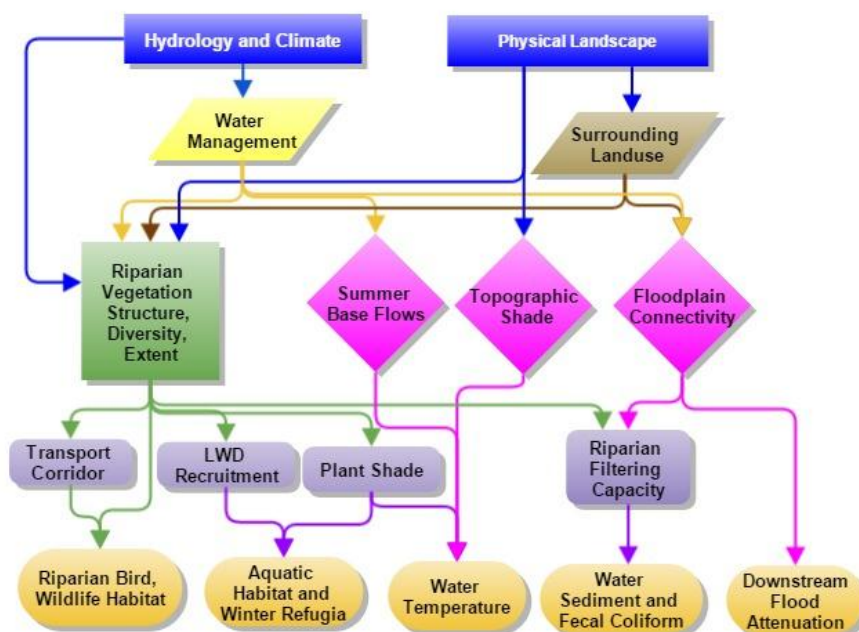 Hydrology and Climate
Physical Landscape
Water
Management
Surrounding
Landuse
Riparian
Vegetation
Structure,
Diversity,
Extent
Summer
Base Flows
Topographic
Shade
Floodplain
Connectivity
Transport
Corridor
LWD
Recruitment
Plant Shade
Riparian
Filtering
Capacity
Riparian Bird,
Wildlife Habitat
Aquatic
Habitat and
Winter Refugia
Water
Temperature
Water
Sediment and
Fecal Coliform
Downstream
Flood
Attenuation